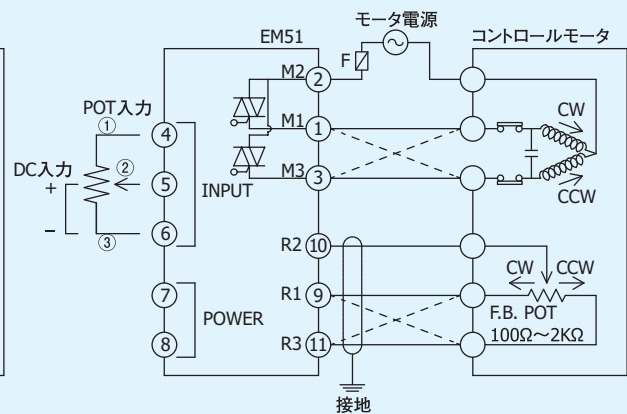 モータ電源
EM51
コントロールモータ
F
M2
2
POT入力
①
4
M1
1
CW
DC入力
②
+
5
INPUT
M3
3
CCW
-
③
6
R2
10
7
POWER
R1
9
CW
CCW
F.B. POT
100Ω～2KΩ
8
R3
11
接地